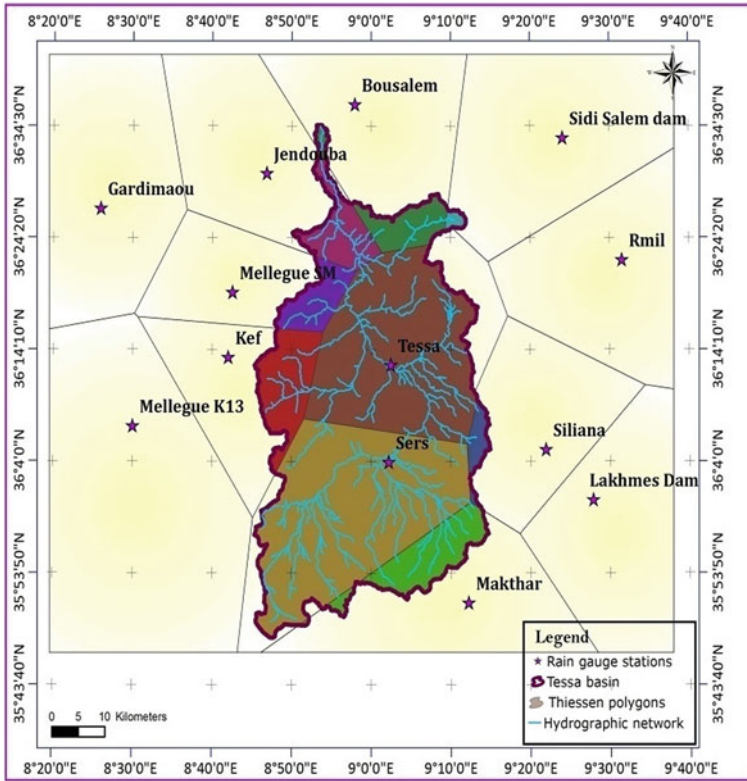 8°20'0"E 8°30'0"E 8°40'0"E 8°50'0"E 9°0'0"E 9°10'0"E 9°20'0"E 9°30'0"E 9°40'0"E
N
W E
S
36°34'30"N 36°34'30"N
Bousalem
Sidi Salem dam
Jendouba
Gardimaou
36°24'20"N 36°24'20"N
Rmil
Mellegue SM
36°14'10"N 36°14'10"N
Kef
Tessa
Mellegue K13
Sers
Siliana
36°4'0"N 36°4'0"N
Lakhmes Dam
35°53'50"N 35°53'50"N
Makthar
Legend
Rain gauge stations
Tessa basin
Thiessen polygons
Hydrographic network
35°43'40"N 35°43'40"N
0 5 10 Kilometers
8°20'0"E 8°30'0"E 8°40'0"E 8°50'0"E 9°0'0"E 9°10'0"E 9°20'0"E 9°30'0"E 9°40'0"E